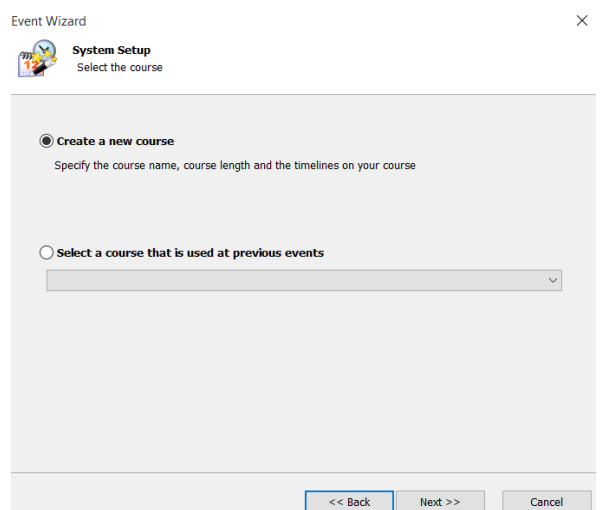 Event Wizard
System Setup
Select the course
12
Create a new course
Specify the course name, course length and the timelines on your course
Select a course that is used at previous events
<< Back
Next >>
Cancel